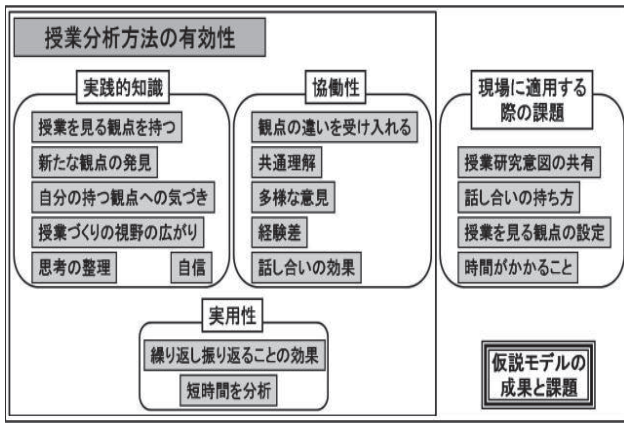 授業分析方法の有効性
実践的知識
授業を見る観点を持つ
新たな観点の発見
自分の持つ観点への気づき
授業づくりの視野の広がり
思考の整理
自信
協働性
観点の違いを受け入れる
共通理解
多様な意見
経験差
話し合いの効果
実用性
繰り返し振り返ることの効果
短時間を分析
現場に適用する
際の課題
授業研究意図の共有
話し合いの持ち方
授業を見る観点の設定
時間がかかること
仮説モデルの
成果と課題